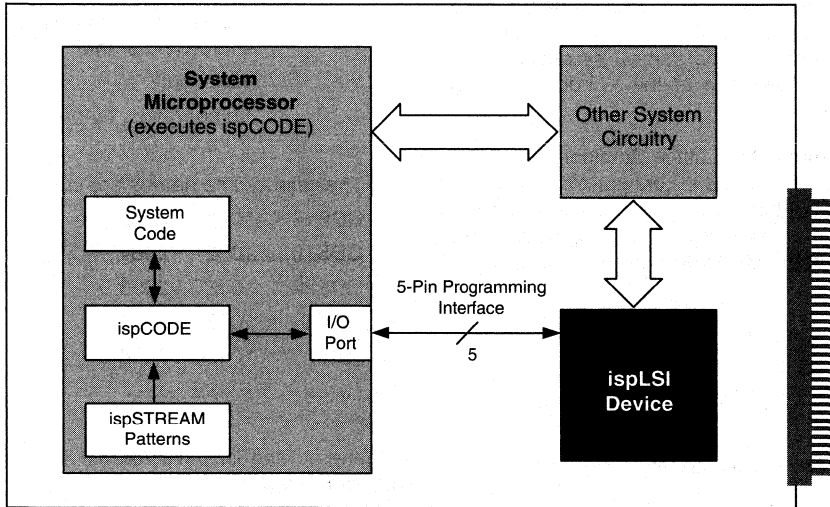 System
Microprocessor
(executes ispCODE)
Other System
Circuitry
System
Code
5-Pin Programming
Interface
ispCODE
I/O
Port
5
ispLSI
Device
ispSTREAM
Patterns